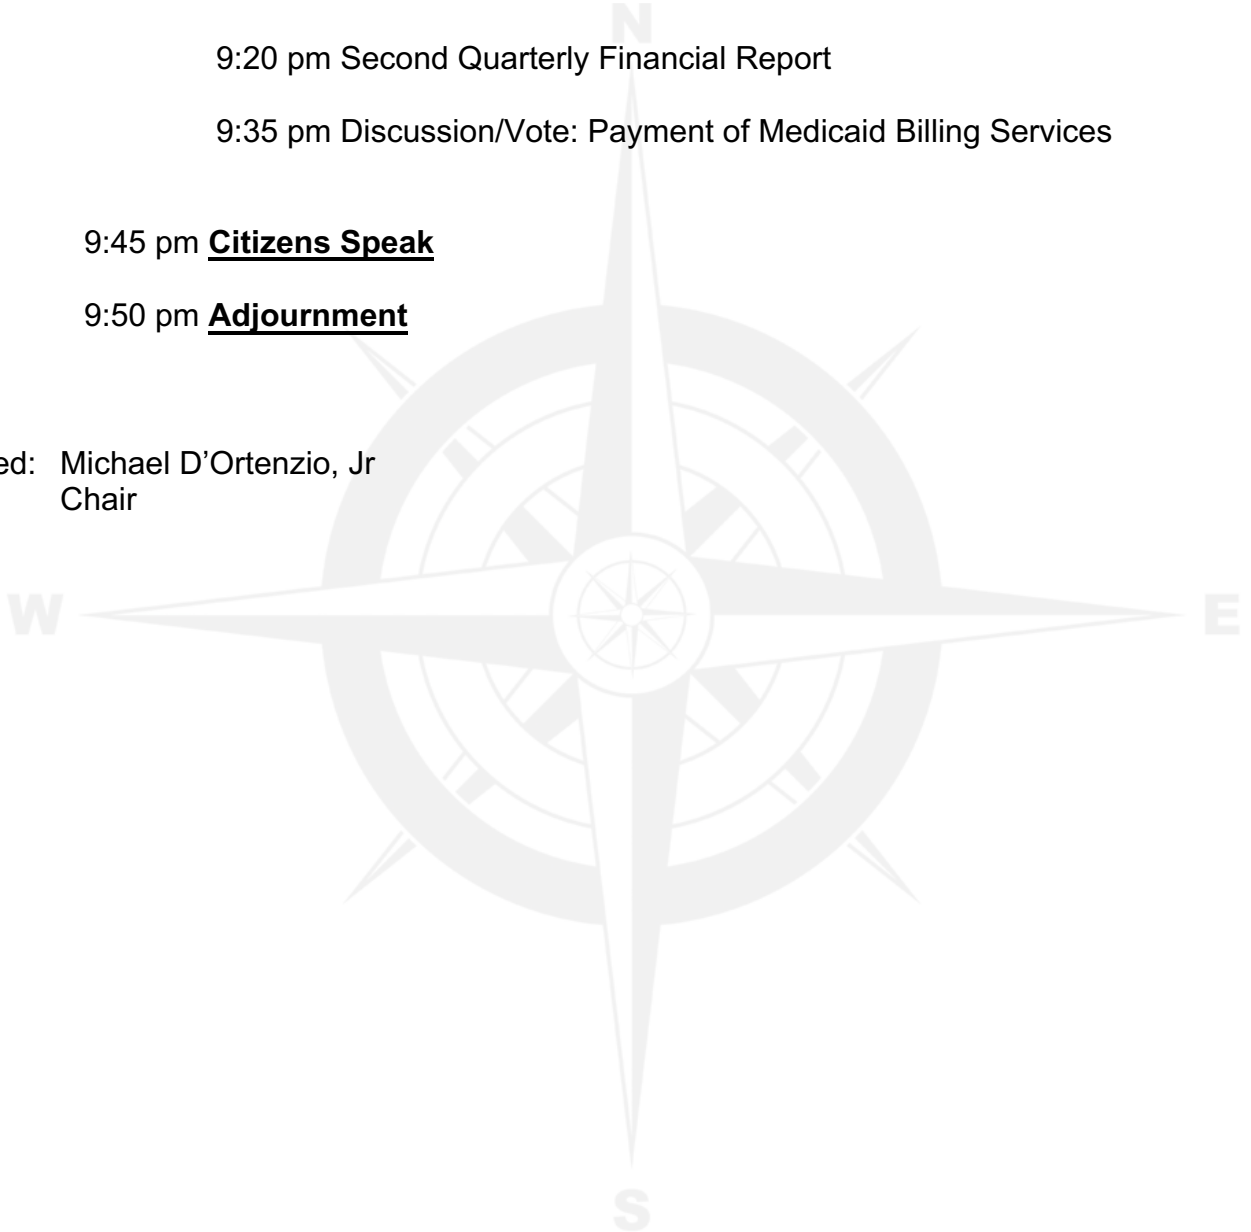 N
9:20 pm Second Quarterly Financial Report
9:35 pm Discussion/Vote: Payment of Medicaid Billing Services
9:45 pm Citizens Speak
9:50 pm Adjournment
ed: Michael D’Ortenzio, Jr
Chair
W
E
S